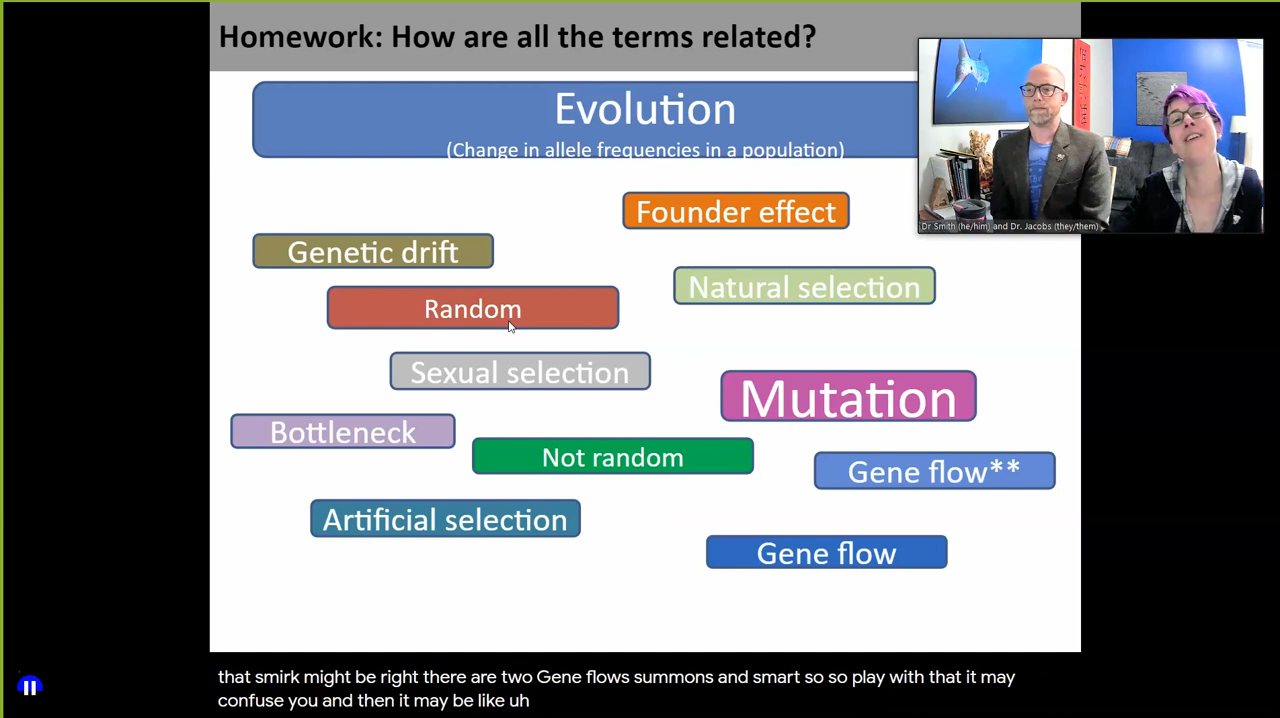 Homework: How are all the terms related?
Evolution
(Change in allele frequencies in a population)
Founder effect
Genetic drift
Natural selection
Random
Sexual selection
Mutation
Bottleneck
Not random
Gene flow**
Artificial selection
Gene flow
Dr Smith (he/him) and Dr. Jacobs (they/them)
that smirk might be right there are two Gene flows summons and smart so so play with that it may
confuse you and then it may be like uh